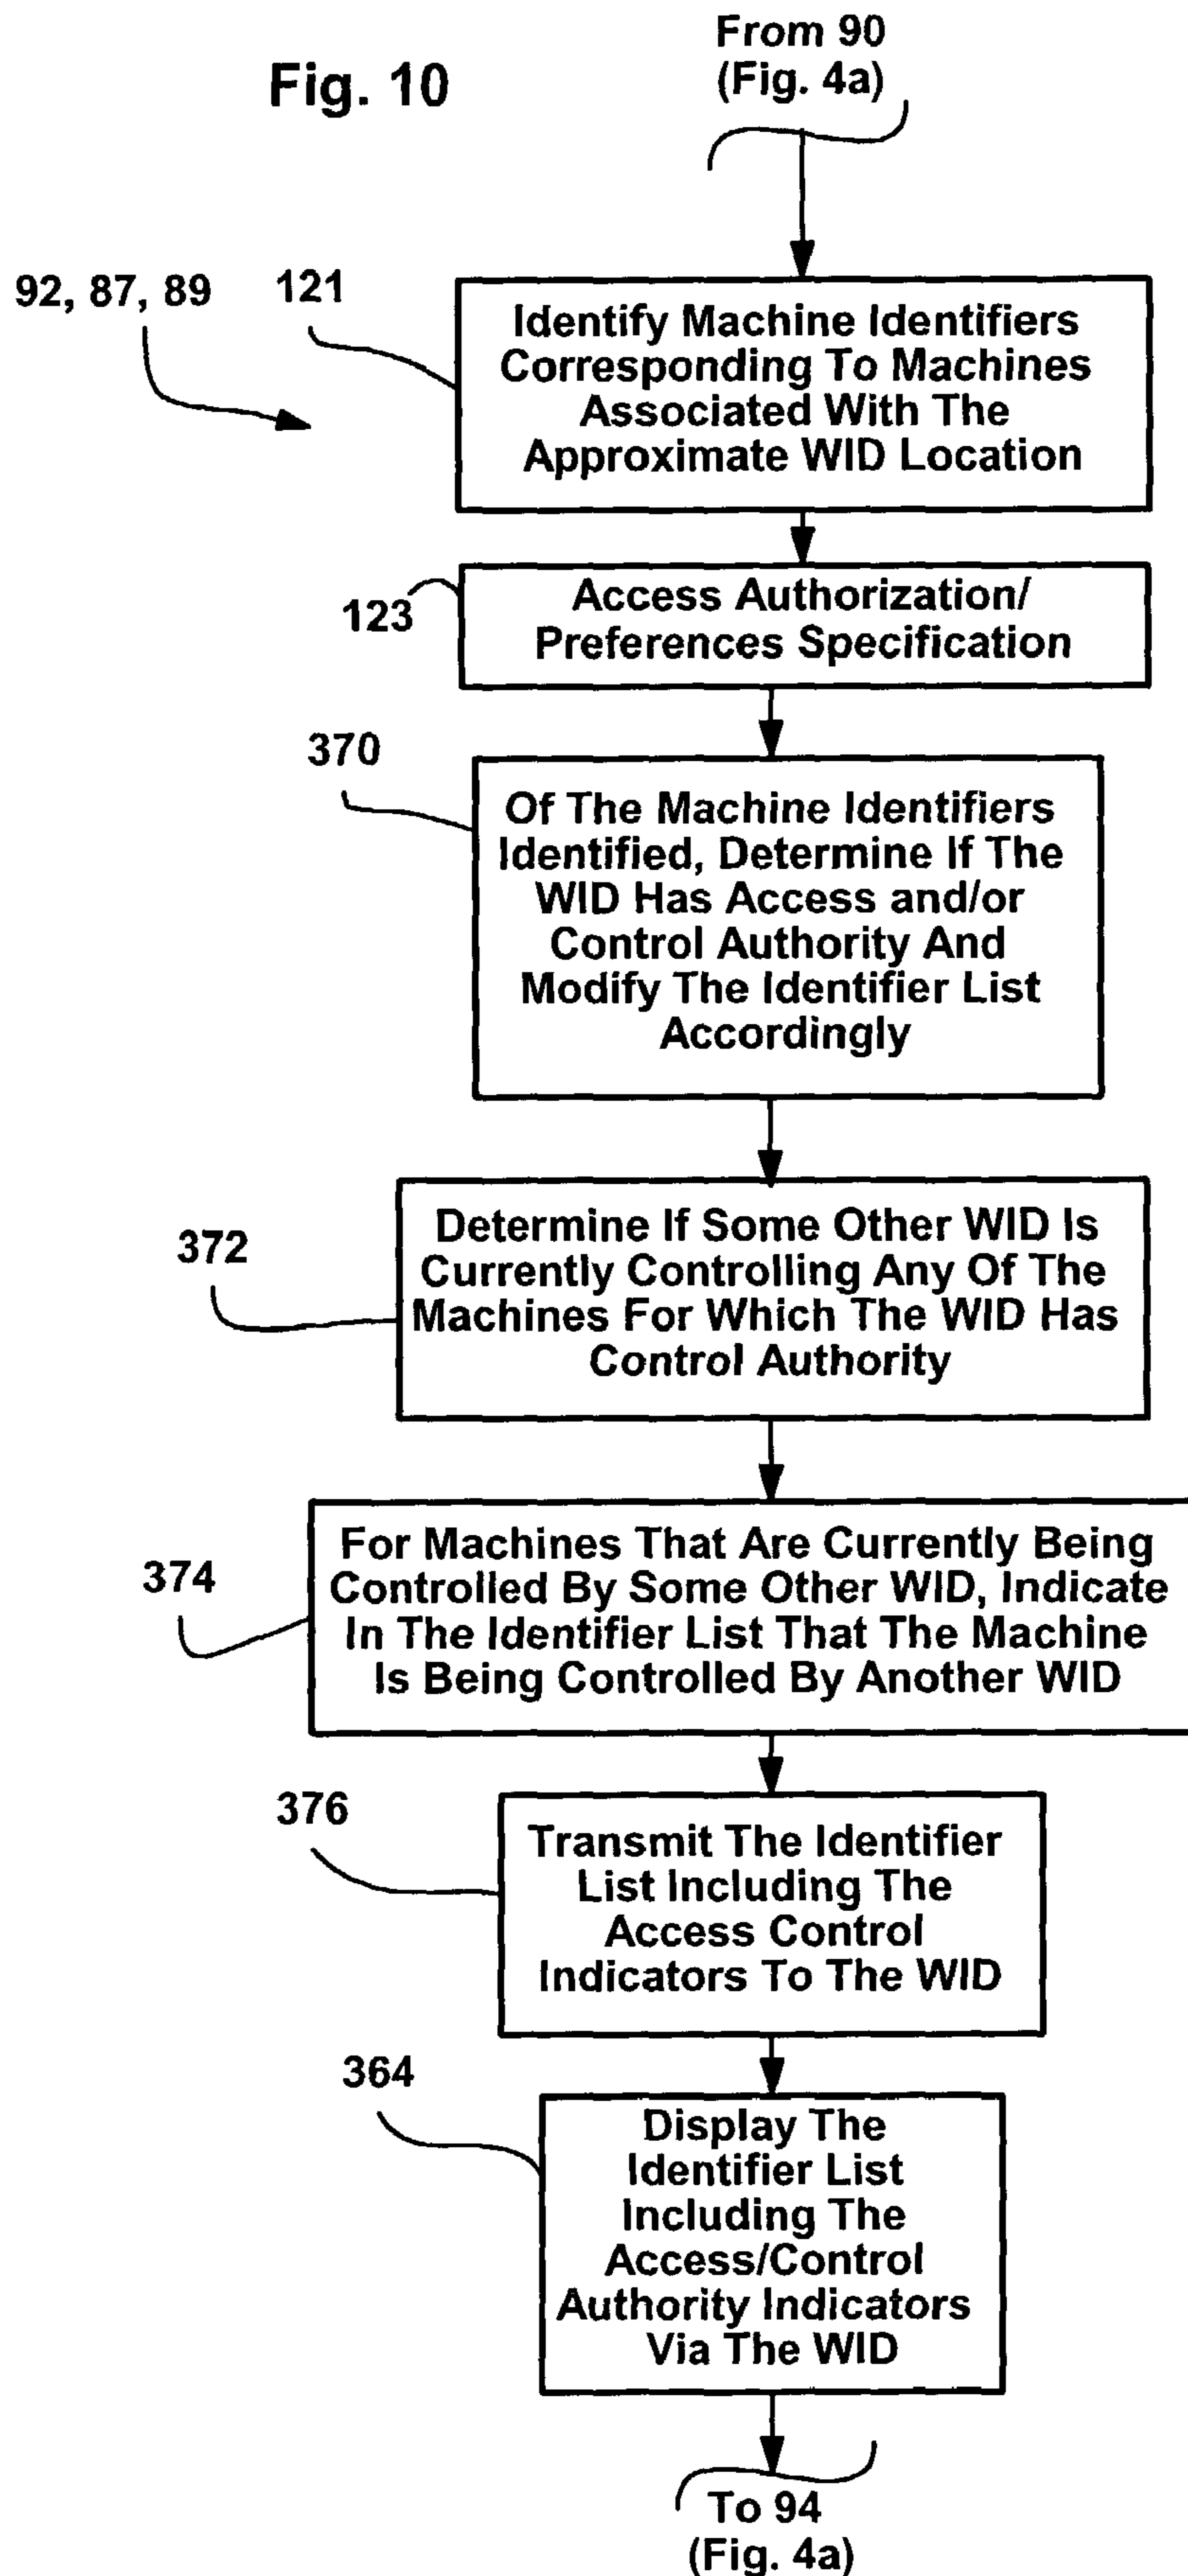 Fig. 10
From 90
(Fig. 4a)
92, 87, 89
121
Identify Machine Identifiers
Corresponding To Machines
Associated With The
Approximate WID Location
123
Access Authorization/
Preferences Specification
370
Of The Machine Identifiers
Identified, Determine If The
WID Has Access and/or
Control Authority And
Modify The Identifier List
Accordingly
372
Determine If Some Other WID Is
Currently Controlling Any Of The
Machines For Which The WID Has
Control Authority
374
For Machines That Are Currently Being
Controlled By Some Other WID, Indicate
In The Identifier List That The Machine
Is Being Controlled By Another WID
376
Transmit The Identifier
List Including The
Access Control
Indicators To The WID
364
Display The
Identifier List
Including The
Access/Control
Authority Indicators
Via The WID
To 94
(Fig. 4a)